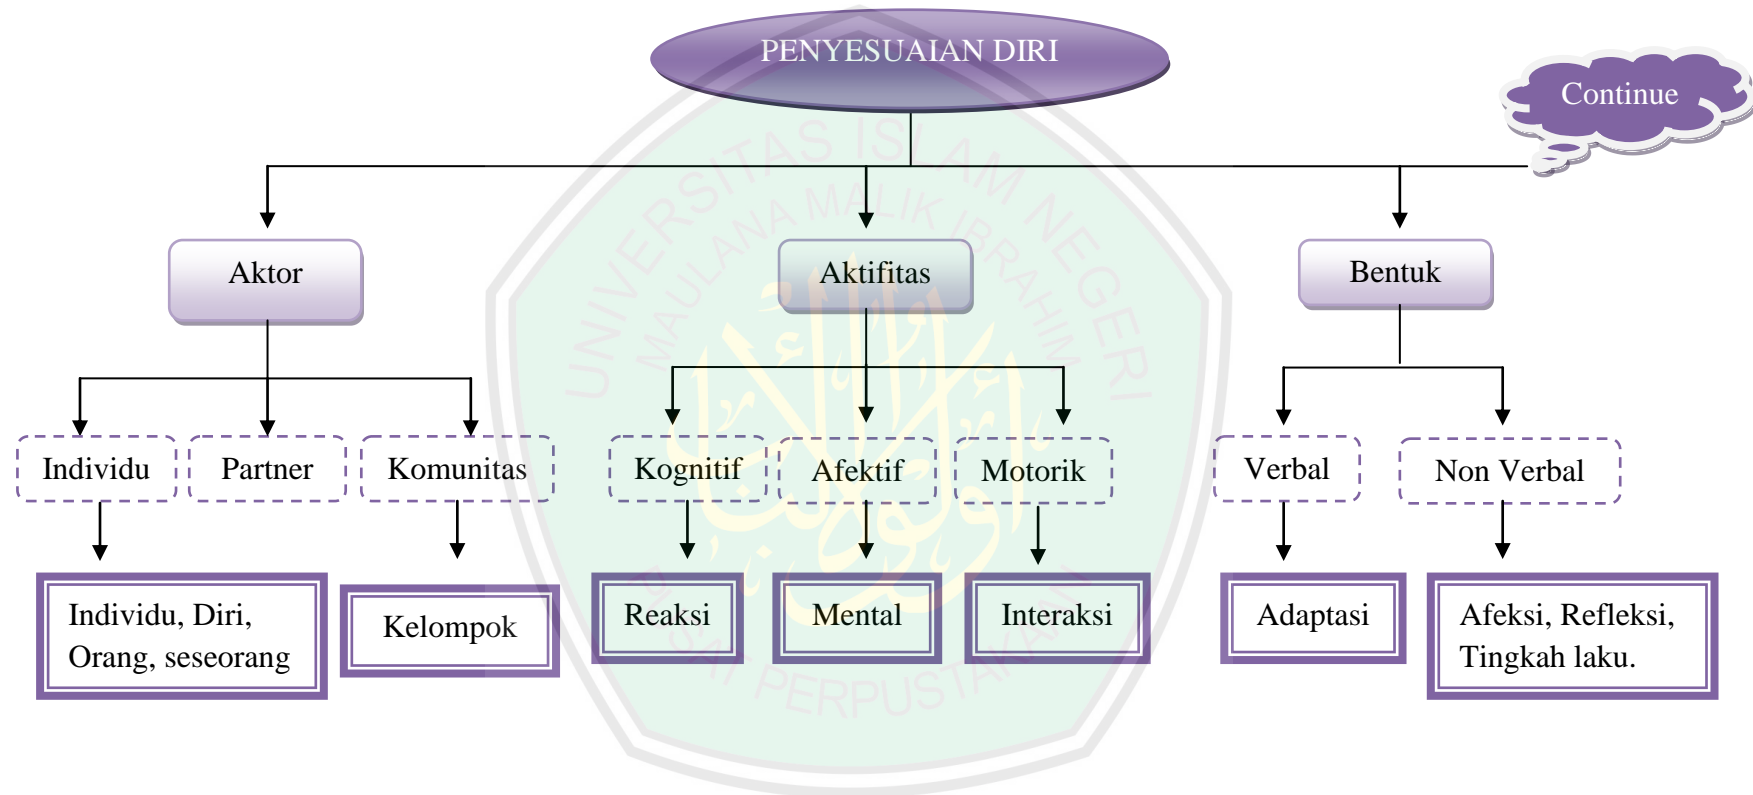 PENYESUAIAN DIRI
Continue
Aktor
Aktifitas
Bentuk
Individu
Partner
Komunitas
Kognitif
Afektif
Motorik
Verbal
Non Verbal
Individu, Diri,
Orang, seseorang
Kelompok
Reaksi
Mental
Interaksi
Adaptasi
Afeksi, Refleksi,
Tingkah laku.
UNIVERSITAS ISLAM NEGERI
MAULANA MALIK IBRAHIM
PUSAT PERPUSTAKAAN